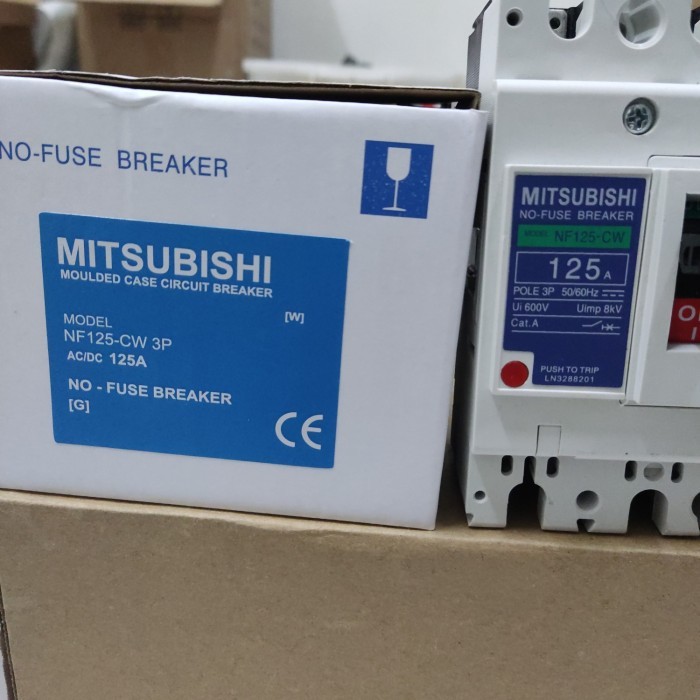 NO-FUSE BREAKER
MITSUBISHI
MOULDED CASE CIRCUIT BREAKER
[W]
MODEL
NF125-CW 3P
AC/DC 125A
NO - FUSE BREAKER
[G]
CE
MITSUBISHI
NO-FUSE BREAKER
MODEL NF125-CW
125A
POLE 3P 50/60Hz
Ui 600V Uimp 8kV
Cat.A
PUSH TO TRIP
LN3288201